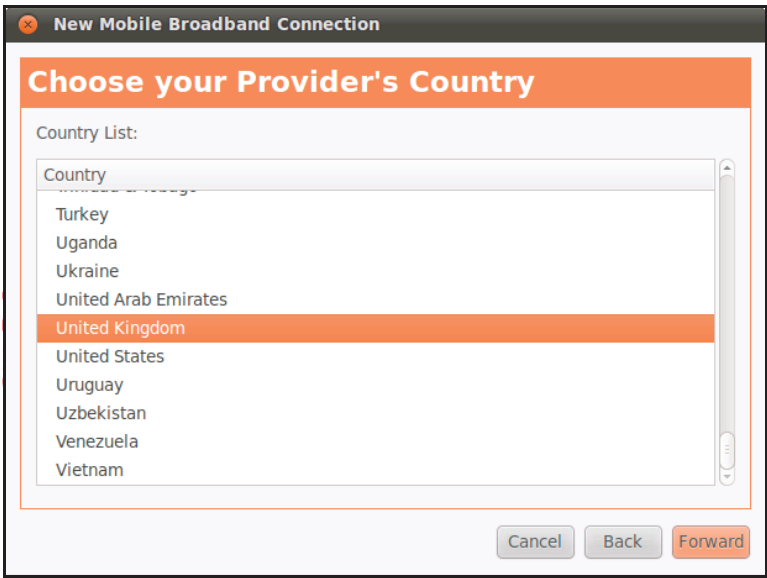 New Mobile Broadband Connection
Choose your Provider's Country
Country List:
Country
Turkey
Uganda
Ukraine
United Arab Emirates
United Kingdom
United States
Uruguay
Uzbekistan
Venezuela
Vietnam
Cancel Back Forward